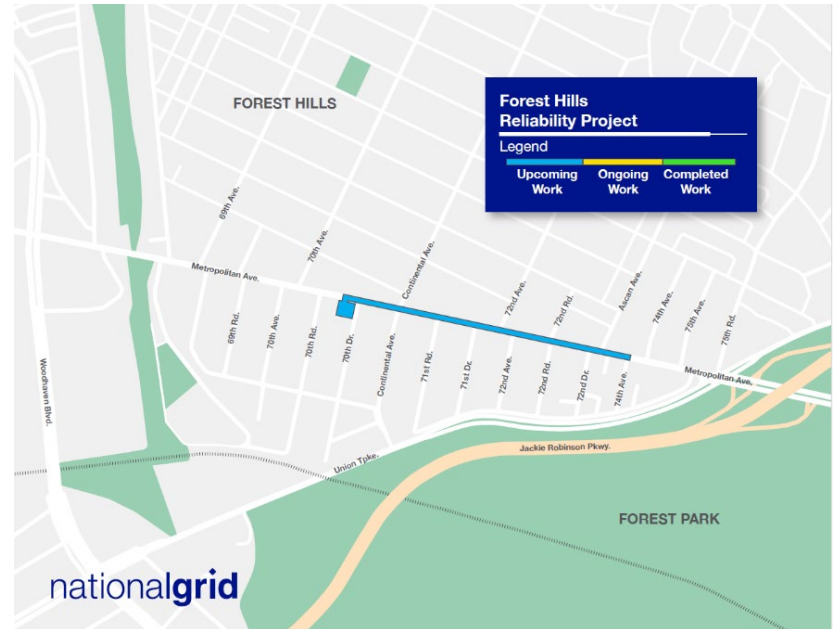 FOREST HILLS
Forest Hills
Reliability Project
Legend
Upcoming
Work
Ongoing
Work
Completed
Work
69th Ave.
70th Ave.
Continental Ave.
72nd Ave.
72nd Rd.
Ascan Ave.
74th Ave.
75th Ave.
75th Rd.
Metropolitan Ave.
69th Rd.
70th Ave.
70th Rd.
70th Dr.
Continental Ave.
71st Rd.
71st Dr.
72nd Ave.
72nd Rd.
72nd Dr.
74th Ave.
Metropolitan Ave.
Woodhaven Blvd.
Union Tpke.
Jackie Robinson Pkwy.
FOREST PARK
nationalgrid